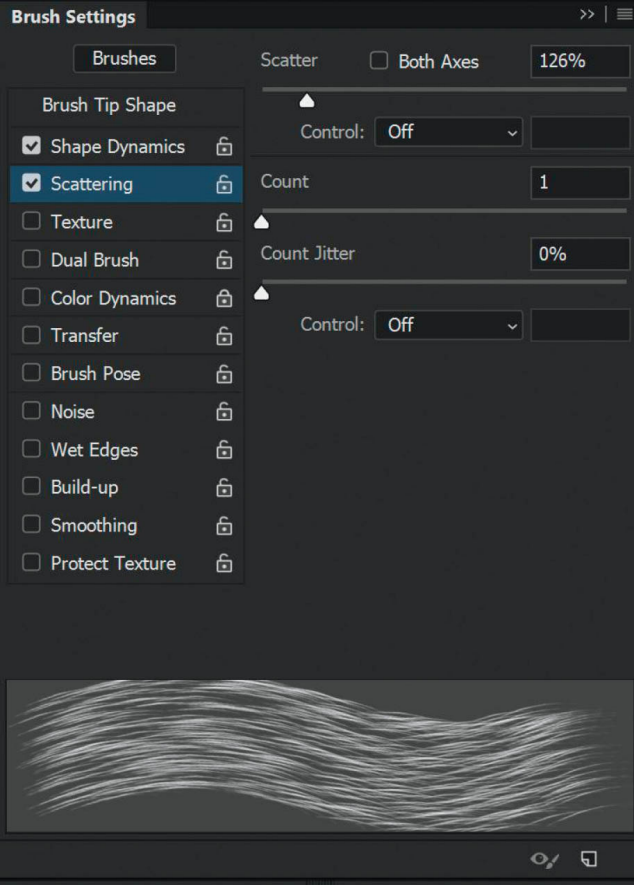 Brush Settings
Brushes
Brush Tip Shape
Shape Dynamics
Scattering
Texture
Dual Brush
Color Dynamics
Transfer
Brush Pose
Noise
Wet Edges
Build-up
Smoothing
Protect Texture
Scatter Both Axes 126%
Control: Off
Count 1
Count Jitter 0%
Control: Off